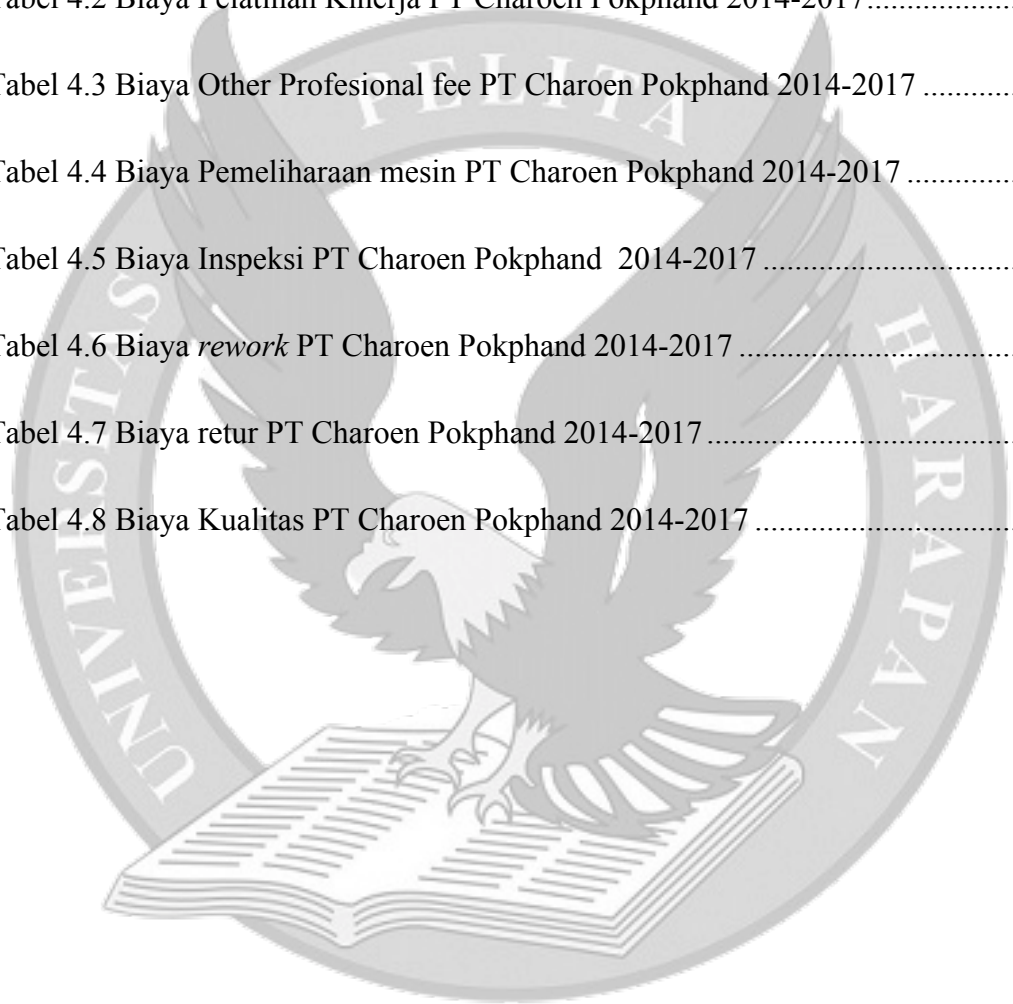 Tabel 4.2 Biaya Pelatihan Kinerja PT Charoen Pokphand 2014-2017....................
Tabel 4.3 Biaya Other Profesional fee PT Charoen Pokphand 2014-2017 ............
Tabel 4.4 Biaya Pemeliharaan mesin PT Charoen Pokphand 2014-2017 ..............
Tabel 4.5 Biaya Inspeksi PT Charoen Pokphand 2014-2017 ................................
Tabel 4.6 Biaya rework PT Charoen Pokphand 2014-2017 ...................................
Tabel 4.7 Biaya retur PT Charoen Pokphand 2014-2017 .......................................
Tabel 4.8 Biaya Kualitas PT Charoen Pokphand 2014-2017 .................................
UNIVERSITAS PELITA HARAPAN